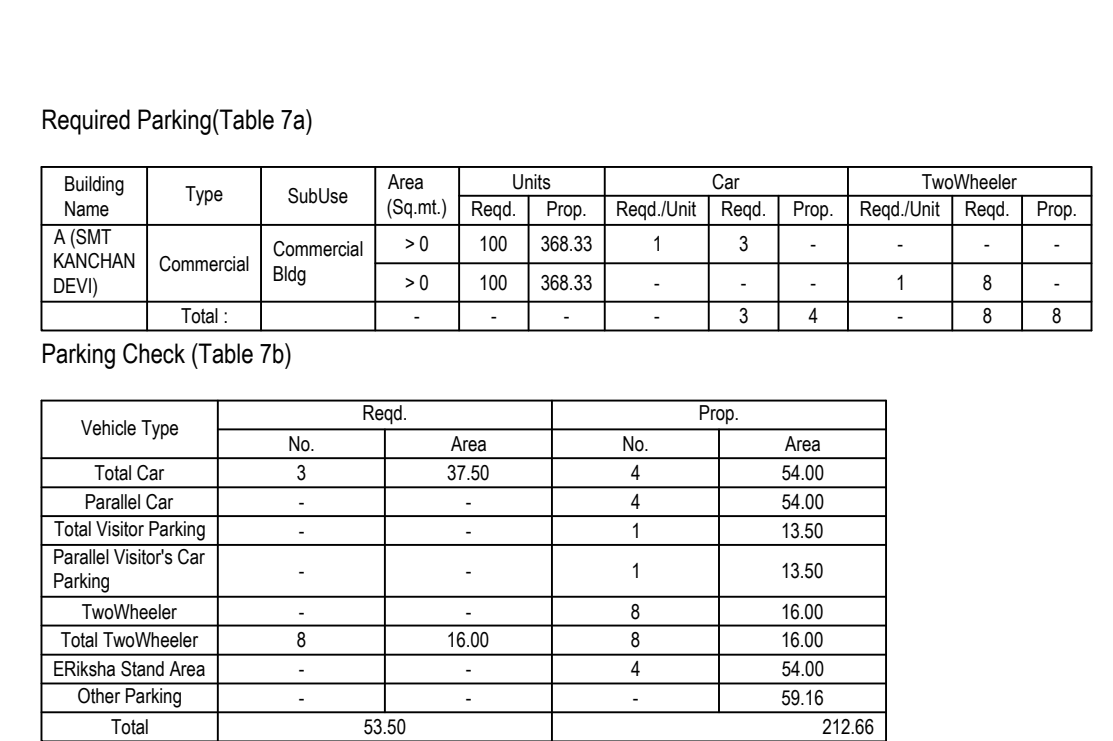 Required Parking(Table 7a)
Building Name Type SubUse Area (Sq.mt.) Units Car TwoWheeler
Reqd. Prop. Reqd./Unit Reqd. Prop. Reqd./Unit Reqd. Prop.
A (SMT KANCHAN DEVI) Commercial Commercial Bldg > 0 100 368.33 1 3 - - - -
> 0 100 368.33 - - - 1 8 -
Total : - - - - 3 4 - 8 8
Parking Check (Table 7b)
Vehicle Type Reqd. Prop.
No. Area No. Area
Total Car 3 37.50 4 54.00
Parallel Car - - 4 54.00
Total Visitor Parking - - 1 13.50
Parallel Visitor's Car Parking - - 1 13.50
TwoWheeler - - 8 16.00
Total TwoWheeler 8 16.00 8 16.00
ERiksha Stand Area - - 4 54.00
Other Parking - - - 59.16
Total 53.50 212.66